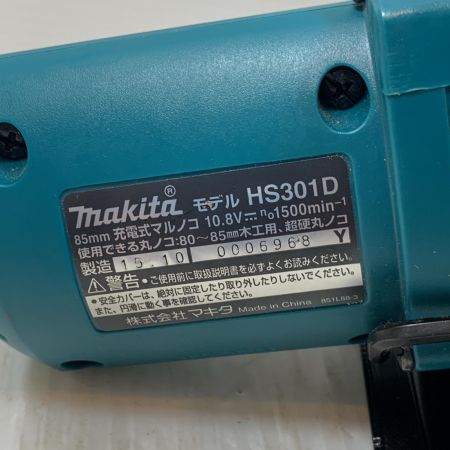 makita® モデル HS301D
85mm 充電式マルノコ 10.8V⎓ n₀1500min⁻¹
使用できる丸ノコ:80～85mm木工用、超硬丸ノコ
製造 15.10 0006968 Y
⚠警告・ご使用前に取扱説明書を必ずよくお読みください。
・安全カバーは、絶対に固定したり取り外したりしないでください。
また、円滑に動く事を確認してください。
株式会社マキタ Made in China 851L68-3